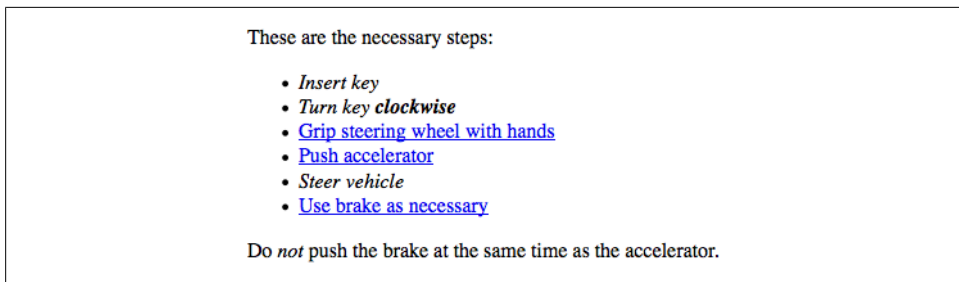 These are the necessary steps:
• Insert key
• Turn key clockwise
• Grip steering wheel with hands
• Push accelerator
• Steer vehicle
• Use brake as necessary
Do not push the brake at the same time as the accelerator.